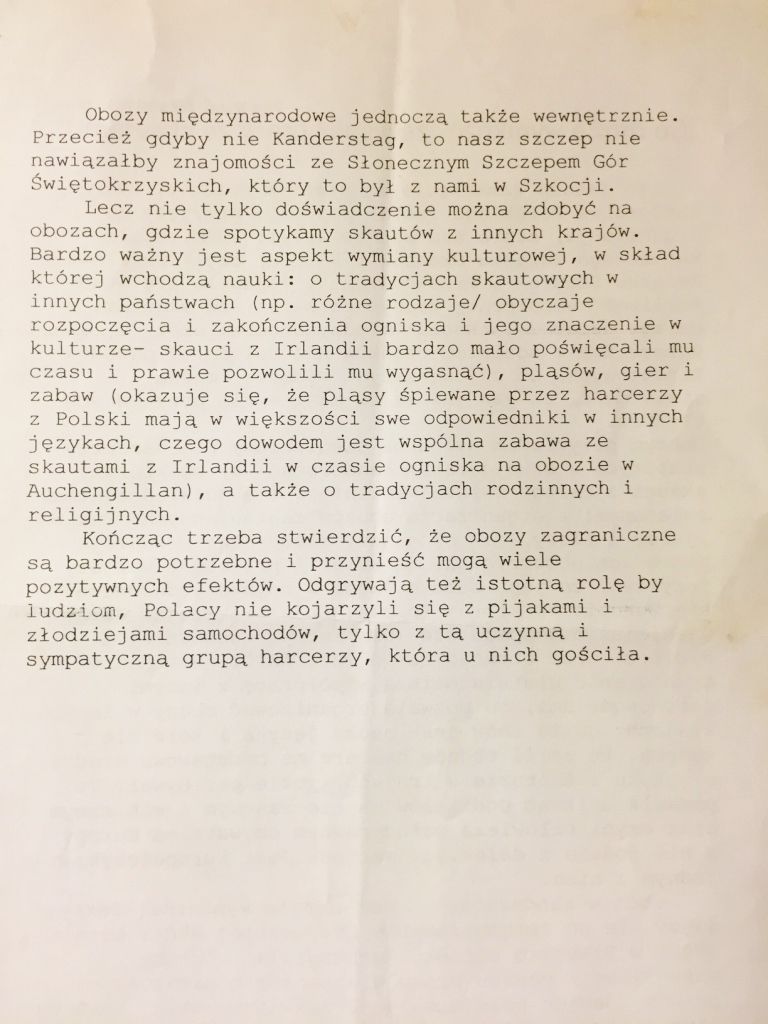 Obozy międzynarodowe jednoczą także wewnętrznie.
Przecież gdyby nie Kanderstag, to nasz szczep nie
nawiązałby znajomości ze Słonecznym Szczepem Gór
Świętokrzyskich, który to był z nami w Szkocji.
Lecz nie tylko doświadczenie można zdobyć na
obozach, gdzie spotykamy skautów z innych krajów.
Bardzo ważny jest aspekt wymiany kulturowej, w skład
której wchodzą nauki: o tradycjach skautowych w
innych państwach (np. różne rodzaje/ obyczaje
rozpoczęcia i zakończenia ogniska i jego znaczenie w
kulturze- skauci z Irlandii bardzo mało poświęcali mu
czasu i prawie pozwolili mu wygasnąć), pląsów, gier i
zabaw (okazuje się, że pląsy śpiewane przez harcerzy
z Polski mają w większości swe odpowiedniki w innych
językach, czego dowodem jest wspólna zabawa ze
skautami z Irlandii w czasie ogniska na obozie w
Auchengillan), a także o tradycjach rodzinnych i
religijnych.
Kończąc trzeba stwierdzić, że obozy zagraniczne
są bardzo potrzebne i przynieść mogą wiele
pozytywnych efektów. Odgrywają też istotną rolę by
ludziom, Polacy nie kojarzyli się z pijakami i
złodziejami samochodów, tylko z tą uczynną i
sympatyczną grupą harcerzy, która u nich gościła.